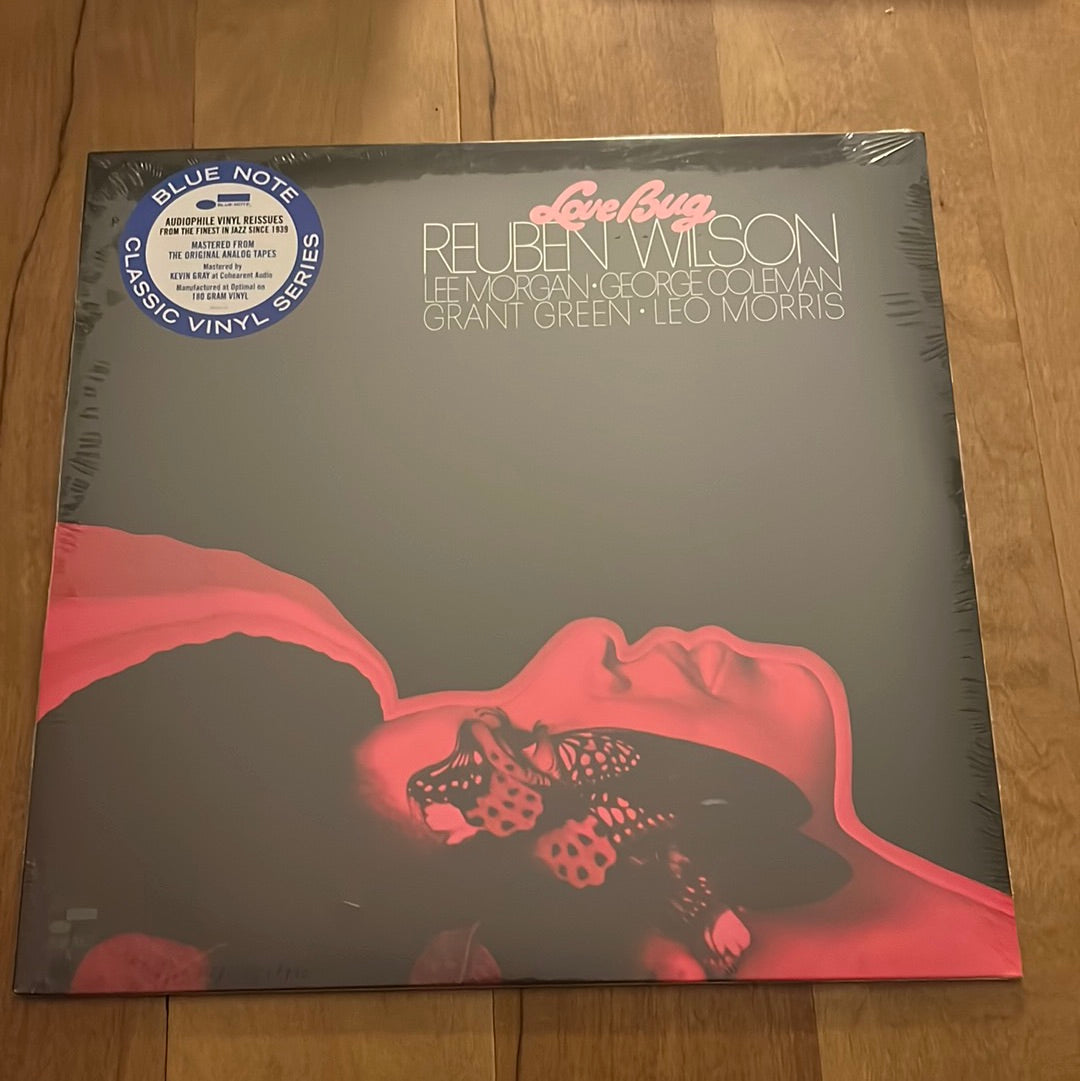 BLUE NOTE
BLUE NOTE
AUDIOPHILE VINYL REISSUES
FROM THE FINEST IN JAZZ SINCE 1939
MASTERED FROM
THE ORIGINAL ANALOG TAPES
Mastered by
KEVIN GRAY at Cohearent Audio
Manufactured at Optimal on
180 GRAM VINYL
CLASSIC VINYL SERIES
Love Bug
REUBEN WILSON
LEE MORGAN • GEORGE COLEMAN
GRANT GREEN • LEO MORRIS